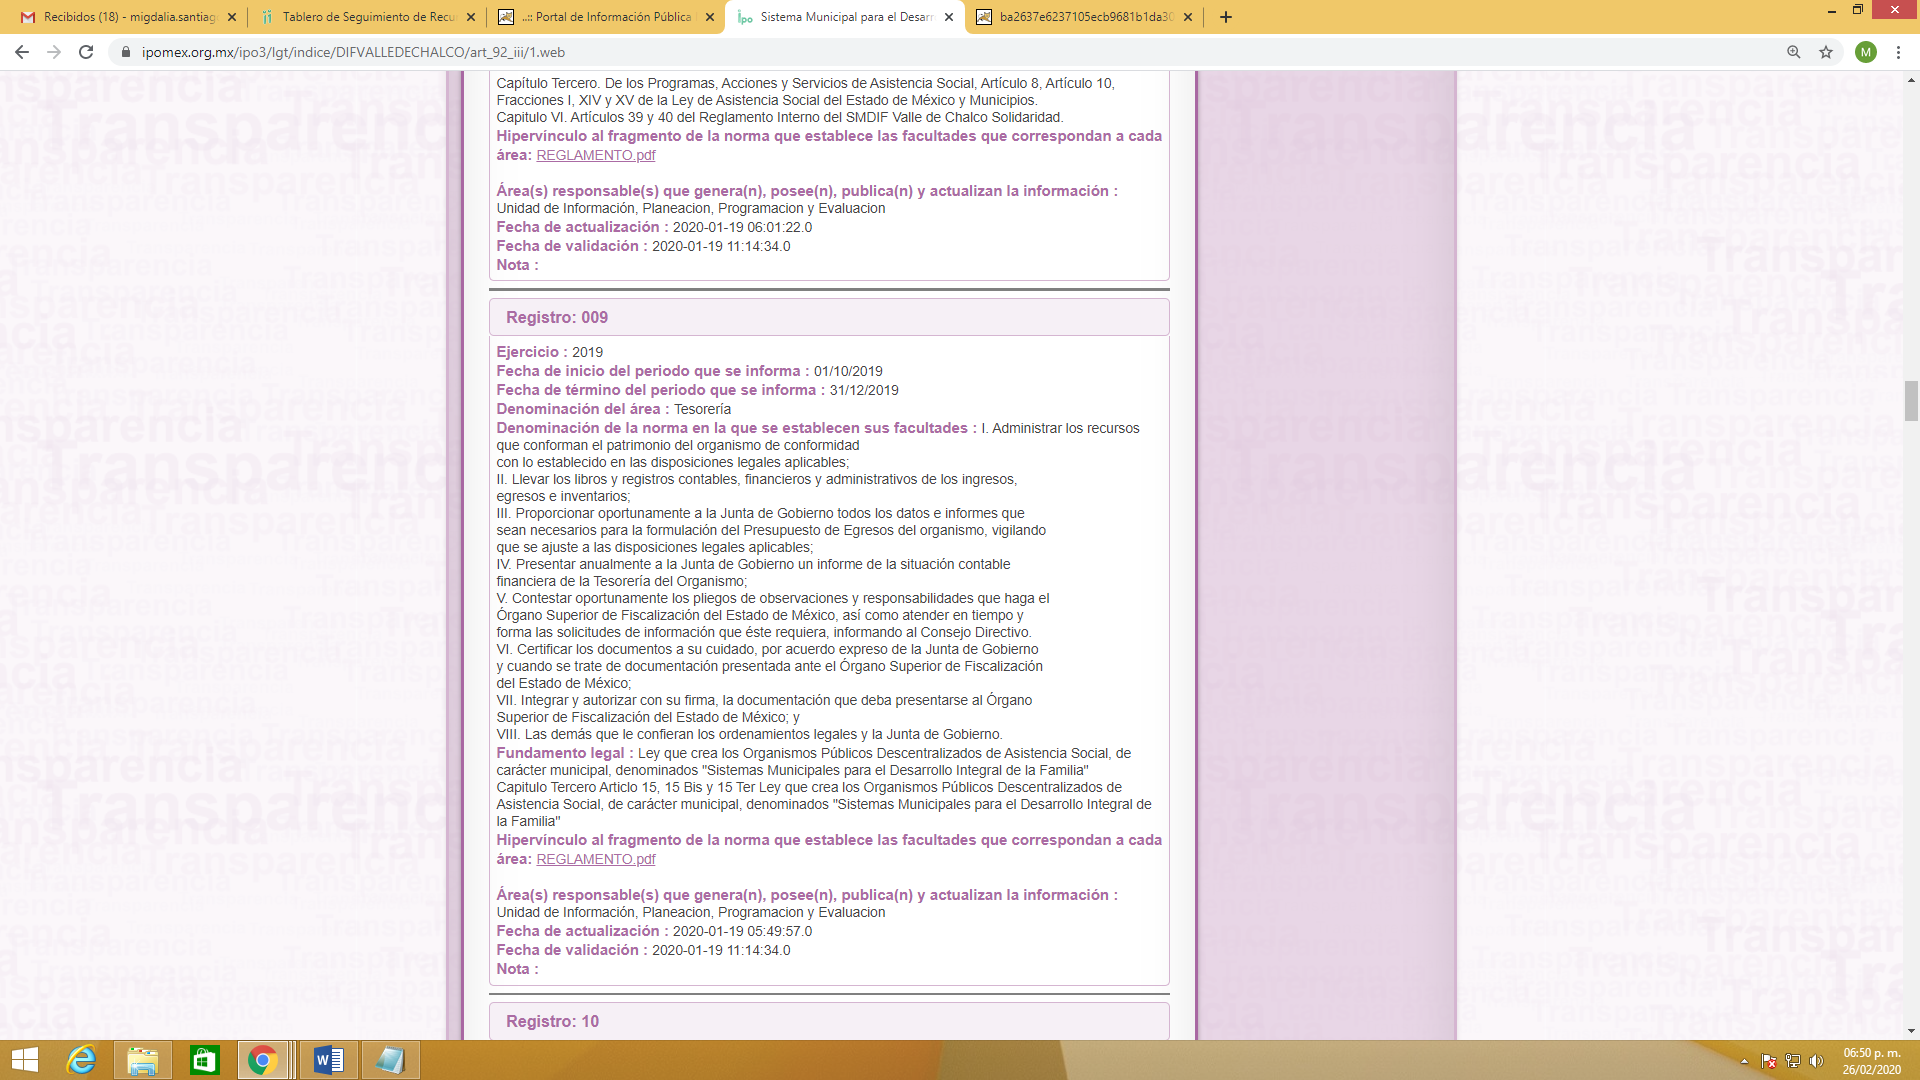 Recibidos (18) - migdalia.santiag
Tablero de Seguimiento de Recur
..:: Portal de Información Pública
Sistema Municipal para el Desarr
ba2637e6237105ecb9681b1da30
ipomex.org.mx/ipo3/lgt/indice/DIFVALLEDECHALCO/art_92_iii/1.web
M
Capítulo Tercero. De los Programas, Acciones y Servicios de Asistencia Social, Artículo 8, Artículo 10,
Fracciones I, XIV y XV de la Ley de Asistencia Social del Estado de México y Municipios.
Capitulo VI. Artículos 39 y 40 del Reglamento Interno del SMDIF Valle de Chalco Solidaridad.
Hipervínculo al fragmento de la norma que establece las facultades que correspondan a cada
área: REGLAMENTO.pdf
Área(s) responsable(s) que genera(n), posee(n), publica(n) y actualizan la información :
Unidad de Información, Planeacion, Programacion y Evaluacion
Fecha de actualización : 2020-01-19 06:01:22.0
Fecha de validación : 2020-01-19 11:14:34.0
Nota :
Registro: 009
Ejercicio : 2019
Fecha de inicio del periodo que se informa : 01/10/2019
Fecha de término del periodo que se informa : 31/12/2019
Denominación del área : Tesorería
Denominación de la norma en la que se establecen sus facultades : I. Administrar los recursos
que conforman el patrimonio del organismo de conformidad
con lo establecido en las disposiciones legales aplicables;
II. Llevar los libros y registros contables, financieros y administrativos de los ingresos,
egresos e inventarios;
III. Proporcionar oportunamente a la Junta de Gobierno todos los datos e informes que
sean necesarios para la formulación del Presupuesto de Egresos del organismo, vigilando
que se ajuste a las disposiciones legales aplicables;
IV. Presentar anualmente a la Junta de Gobierno un informe de la situación contable
financiera de la Tesorería del Organismo;
V. Contestar oportunamente los pliegos de observaciones y responsabilidades que haga el
Órgano Superior de Fiscalización del Estado de México, así como atender en tiempo y
forma las solicitudes de información que éste requiera, informando al Consejo Directivo.
VI. Certificar los documentos a su cuidado, por acuerdo expreso de la Junta de Gobierno
y cuando se trate de documentación presentada ante el Órgano Superior de Fiscalización
del Estado de México;
VII. Integrar y autorizar con su firma, la documentación que deba presentarse al Órgano
Superior de Fiscalización del Estado de México; y
VIII. Las demás que le confieran los ordenamientos legales y la Junta de Gobierno.
Fundamento legal : Ley que crea los Organismos Públicos Descentralizados de Asistencia Social, de
carácter municipal, denominados "Sistemas Municipales para el Desarrollo Integral de la Familia"
Capitulo Tercero Articlo 15, 15 Bis y 15 Ter Ley que crea los Organismos Públicos Descentralizados de
Asistencia Social, de carácter municipal, denominados "Sistemas Municipales para el Desarrollo Integral de
la Familia"
Hipervínculo al fragmento de la norma que establece las facultades que correspondan a cada
área: REGLAMENTO.pdf
Área(s) responsable(s) que genera(n), posee(n), publica(n) y actualizan la información :
Unidad de Información, Planeacion, Programacion y Evaluacion
Fecha de actualización : 2020-01-19 05:49:57.0
Fecha de validación : 2020-01-19 11:14:34.0
Nota :
Registro: 10
06:50 p. m.
26/02/2020